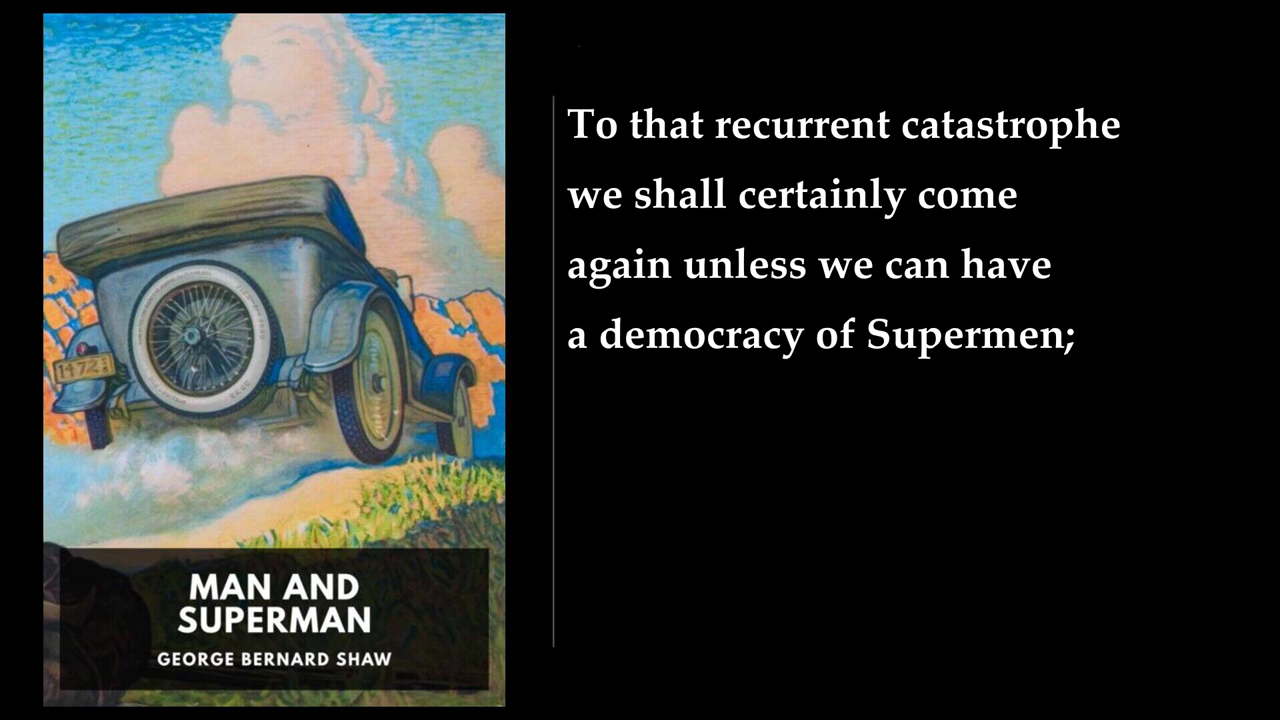 To that recurrent catastrophe
we shall certainly come
again unless we can have
a democracy of Supermen;
1472
MAN AND
SUPERMAN
GEORGE BERNARD SHAW